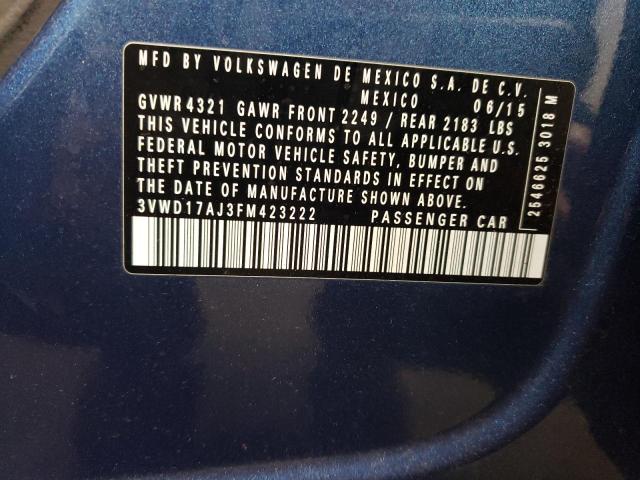 MFD BY VOLKSWAGEN DE MEXICO S.A. DE C.V.
MEXICO 06/15
GVWR 4321 GAWR FRONT 2249 / REAR 2183 LBS
THIS VEHICLE CONFORMS TO ALL APPLICABLE U.S.
FEDERAL MOTOR VEHICLE SAFETY, BUMPER AND
THEFT PREVENTION STANDARDS IN EFFECT ON
THE DATE OF MANUFACTURE SHOWN ABOVE.
3VWD17AJ3FM423222 PASSENGER CAR
2546625 3018 M